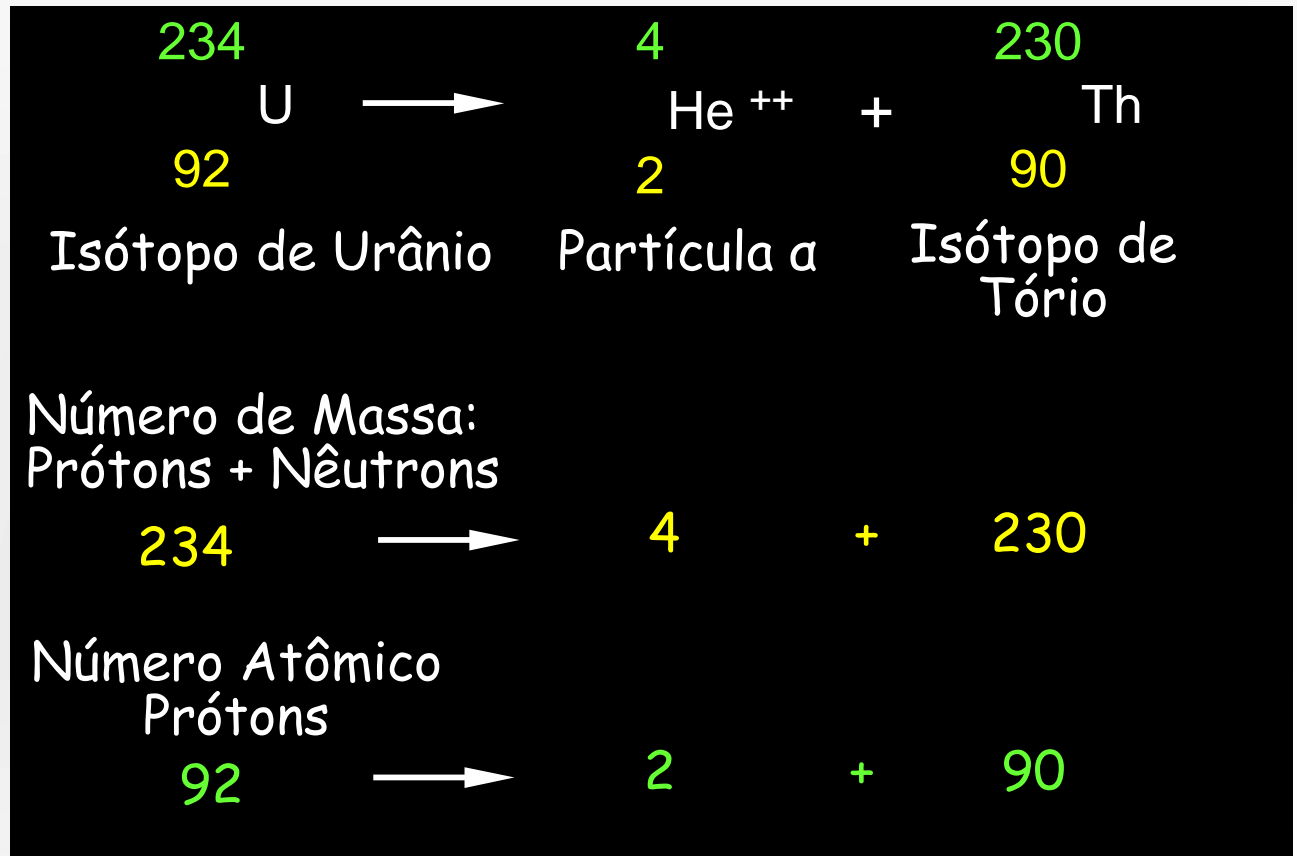 234 4 230
U He ++ + Th
92 2 90
Isótopo de Urânio Partícula α Isótopo de
Tório
Número de Massa:
Prótons + Nêutrons
234 4 + 230
Número Atômico
Prótons
92 2 + 90